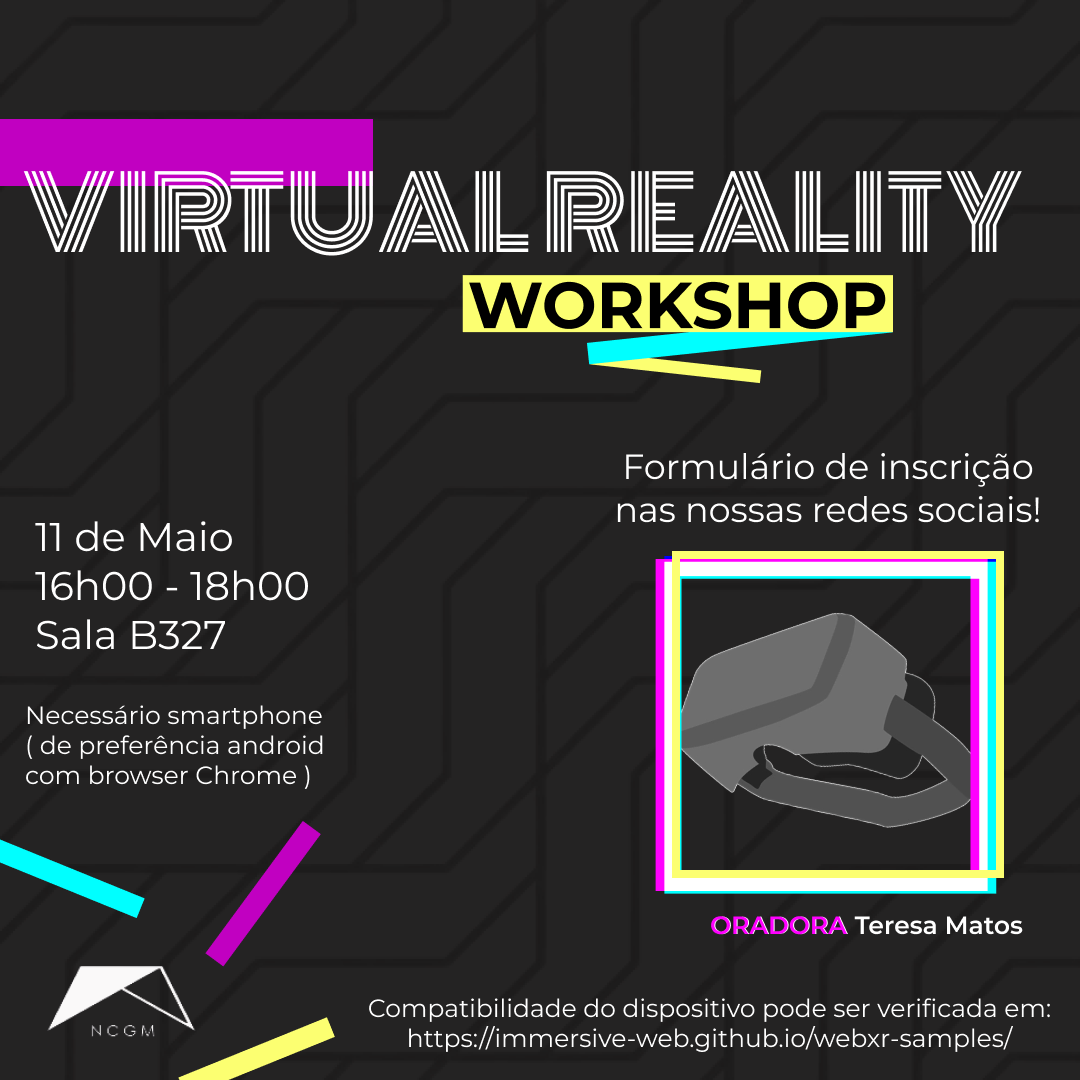 VIRTUAL REALITY
WORKSHOP
Formulário de inscrição
nas nossas redes sociais!
11 de Maio
16h00 - 18h00
Sala B327
Necessário smartphone
( de preferência android
com browser Chrome )
ORADORA Teresa Matos
NCGM
Compatibilidade do dispositivo pode ser verificada em:
https://immersive-web.github.io/webxr-samples/